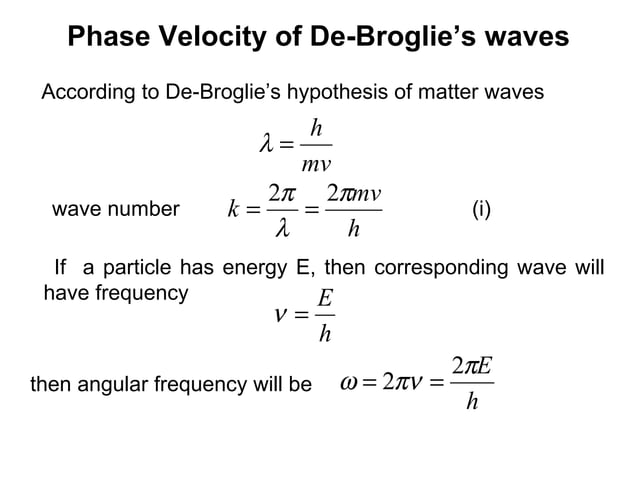 Phase Velocity of De-Broglie’s waves
According to De-Broglie’s hypothesis of matter waves
λ = h/mv
wave number k = 2π/λ = 2πmv/h (i)
If a particle has energy E, then corresponding wave will
have frequency
ν = E/h
then angular frequency will be ω = 2πν = 2πE/h